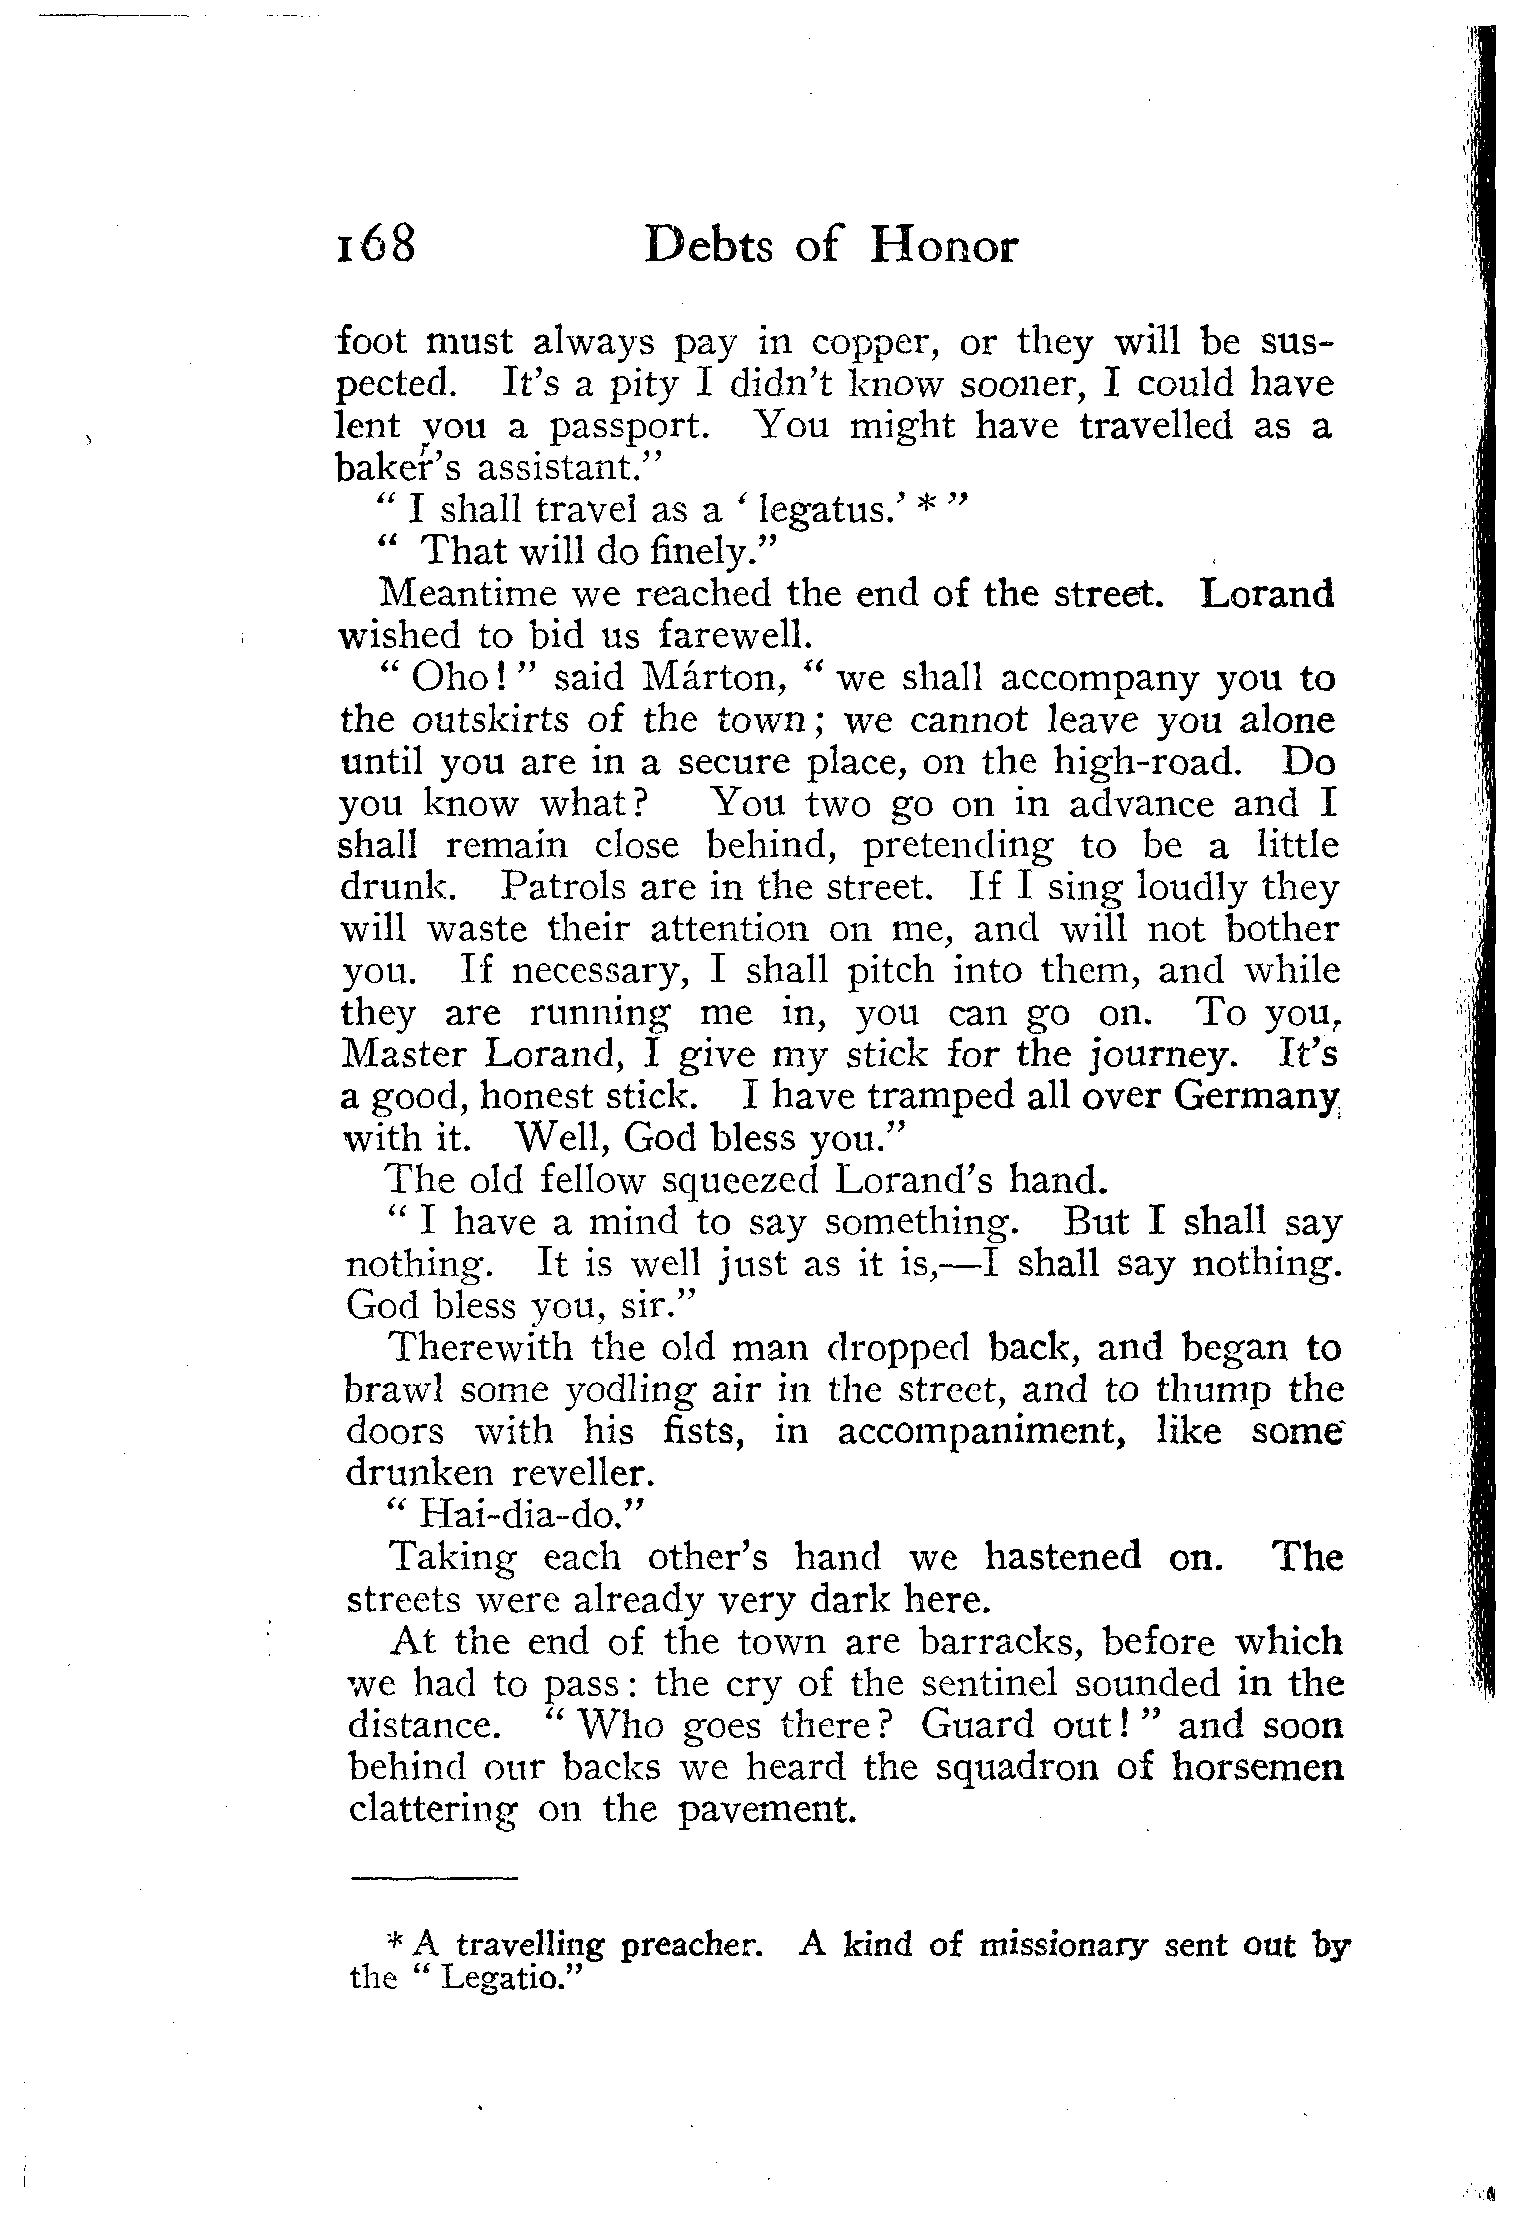 168 Debts of Honor
foot must always pay in copper, or they will be sus-
pected. It's a pity I didn't know sooner, I could have
lent you a passport. You might have travelled as a
baker's assistant."
" I shall travel as a ' legatus.' * "
" That will do finely."
Meantime we reached the end of the street. Lorand
wished to bid us farewell.
" Oho! " said Márton, " we shall accompany you to
the outskirts of the town; we cannot leave you alone
until you are in a secure place, on the high-road. Do
you know what? You two go on in advance and I
shall remain close behind, pretending to be a little
drunk. Patrols are in the street. If I sing loudly they
will waste their attention on me, and will not bother
you. If necessary, I shall pitch into them, and while
they are running me in, you can go on. To you,
Master Lorand, I give my stick for the journey. It's
a good, honest stick. I have tramped all over Germany
with it. Well, God bless you."
The old fellow squeezed Lorand's hand.
" I have a mind to say something. But I shall say
nothing. It is well just as it is,—I shall say nothing.
God bless you, sir."
Therewith the old man dropped back, and began to
brawl some yodling air in the street, and to thump the
doors with his fists, in accompaniment, like some
drunken reveller.
" Hai-dia-do."
Taking each other's hand we hastened on. The
streets were already very dark here.
At the end of the town are barracks, before which
we had to pass: the cry of the sentinel sounded in the
distance. " Who goes there? Guard out! " and soon
behind our backs we heard the squadron of horsemen
clattering on the pavement.
* A travelling preacher. A kind of missionary sent out by
the " Legatio."